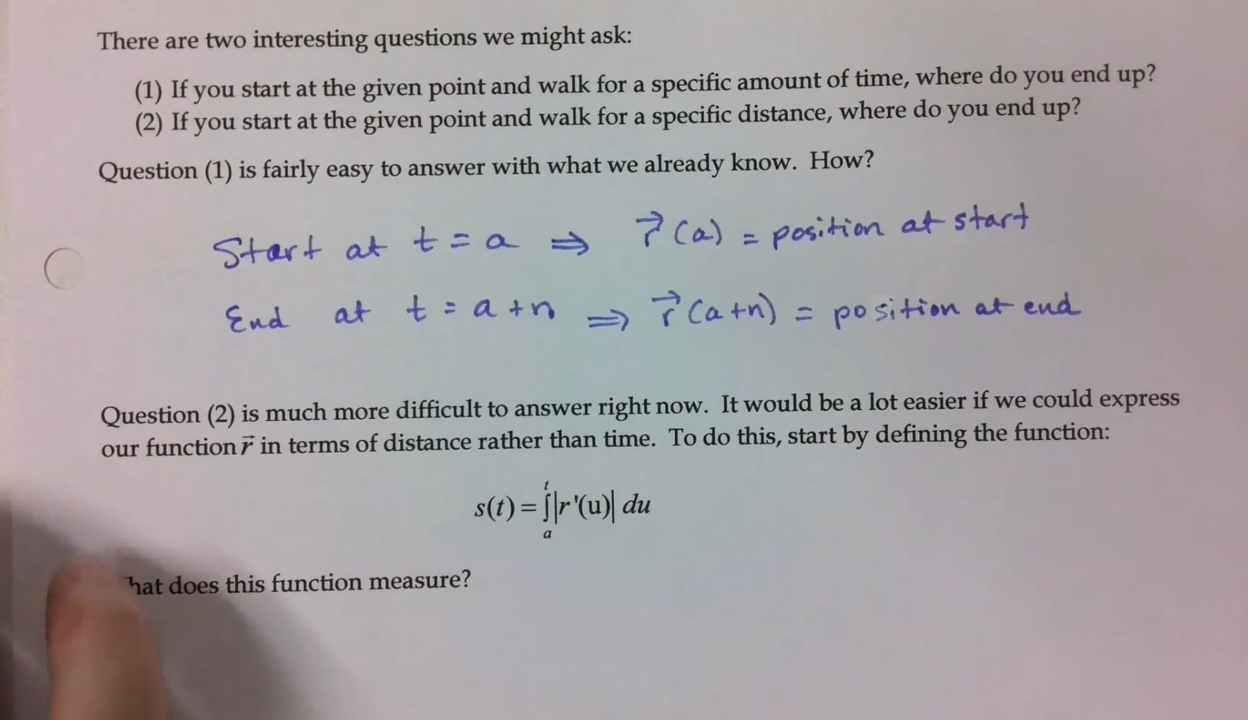 There are two interesting questions we might ask:
(1) If you start at the given point and walk for a specific amount of time, where do you end up?
(2) If you start at the given point and walk for a specific distance, where do you end up?
Question (1) is fairly easy to answer with what we already know. How?
Start at t = a ⇒ r⃗(a) = position at start
End at t = a+n ⇒ r⃗(a+n) = position at end
Question (2) is much more difficult to answer right now. It would be a lot easier if we could express
our function r⃗ in terms of distance rather than time. To do this, start by defining the function:
s(t) = ∫ₐᵗ |r'(u)| du
hat does this function measure?